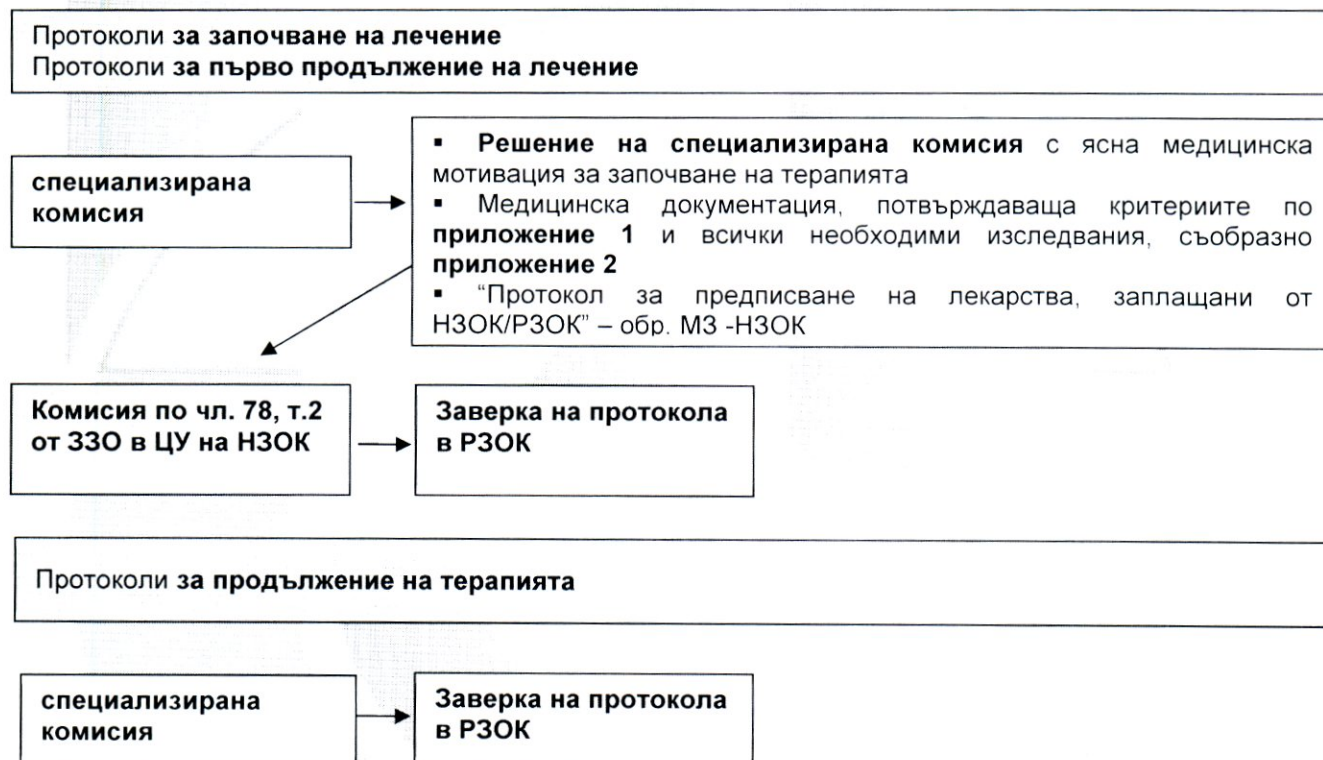 Протоколи за започване на лечение
Протоколи за първо продължение на лечение
специализирана
комисия
▪ Решение на специализирана комисия с ясна медицинска
мотивация за започване на терапията
▪ Медицинска документация, потвърждаваща критериите по
приложение 1 и всички необходими изследвания, съобразно
приложение 2
▪ “Протокол за предписване на лекарства, заплащани от
НЗОК/РЗОК” – обр. МЗ -НЗОК
Комисия по чл. 78, т.2
от ЗЗО в ЦУ на НЗОК
Заверка на протокола
в РЗОК
Протоколи за продължение на терапията
специализирана
комисия
Заверка на протокола
в РЗОК